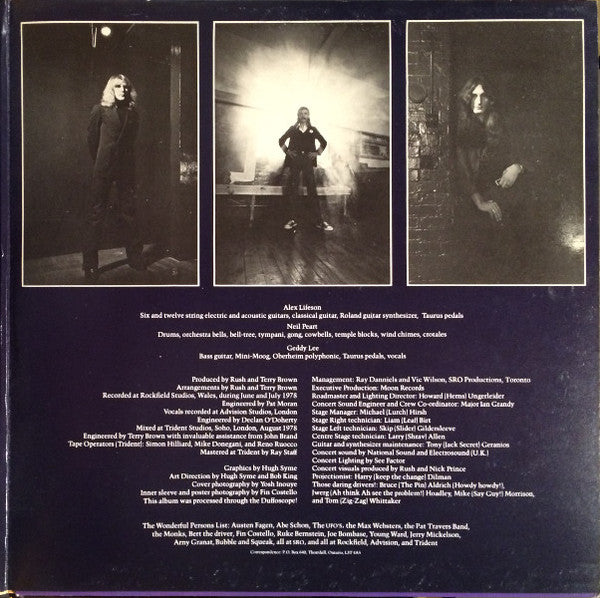 Alex Lifeson
Six and twelve string electric and acoustic guitars, classical guitar, Roland guitar synthesizer, Taurus pedals
Neil Peart
Drums, orchestra bells, bell-tree, tympani, gong, cowbells, temple blocks, wind chimes, crotales
Geddy Lee
Bass guitar, Mini-Moog, Oberheim polyphonic, Taurus pedals, vocals
Produced by Rush and Terry Brown
Arrangements by Rush and Terry Brown
Recorded at Rockfield Studios, Wales, during June and July 1978
Engineered by Pat Moran
Vocals recorded at Advision Studios, London
Engineered by Declan O'Doherty
Mixed at Trident Studios, Soho, London, August 1978
Engineered by Terry Brown with invaluable assistance from John Brand
Tape Operators (Trident): Simon Hilliard, Mike Donegani, and Reno Ruocco
Mastered at Trident by Ray Staff
Graphics by Hugh Syme
Art Direction by Hugh Syme and Bob King
Cover photography by Yosh Inouye
Inner sleeve and poster photography by Fin Costello
This album was processed through the Duffoscope!
Management: Ray Danniels and Vic Wilson, SRO Productions, Toronto
Executive Production: Moon Records
Roadmaster and Lighting Director: Howard (Herns) Ungerleider
Concert Sound Engineer and Crew Co-ordinator: Major Ian Grandy
Stage Manager: Michael (Lurch) Hirsh
Stage Right technician: Liam (Leaf) Birt
Stage Left technician: Skip (Slider) Gildersleeve
Centre Stage technician: Larry (Shrav) Allen
Guitar and synthesizer maintenance: Tony (Jack Secret) Geranios
Concert sound by National Sound and Electrosound (U.K.)
Concert Lighting by See Factor
Concert visuals produced by Rush and Nick Prince
Projectionist: Harry (keep the change) Dilman
Those daring drivers!: Bruce (The Pin) Aldrich (Howdy howdy!),
Jwerg (Ah think Ah see the problem!) Hoadley, Mike (Say Guy!) Morrison,
and Tom (Zig-Zag) Whittaker
The Wonderful Persons List: Austen Fagen, Abe Schon, The UFO's, the Max Websters, the Pat Travers Band,
the Monks, Bert the driver, Fin Costello, Ruke Bernstein, Joe Bombase, Young Ward, Jerry Mickelson,
Army Granat, Bubble and Squeak, all at SRO, and all at Rockfield, Advision, and Trident
Correspondence: P.O. Box 640, Thornhill, Ontario,